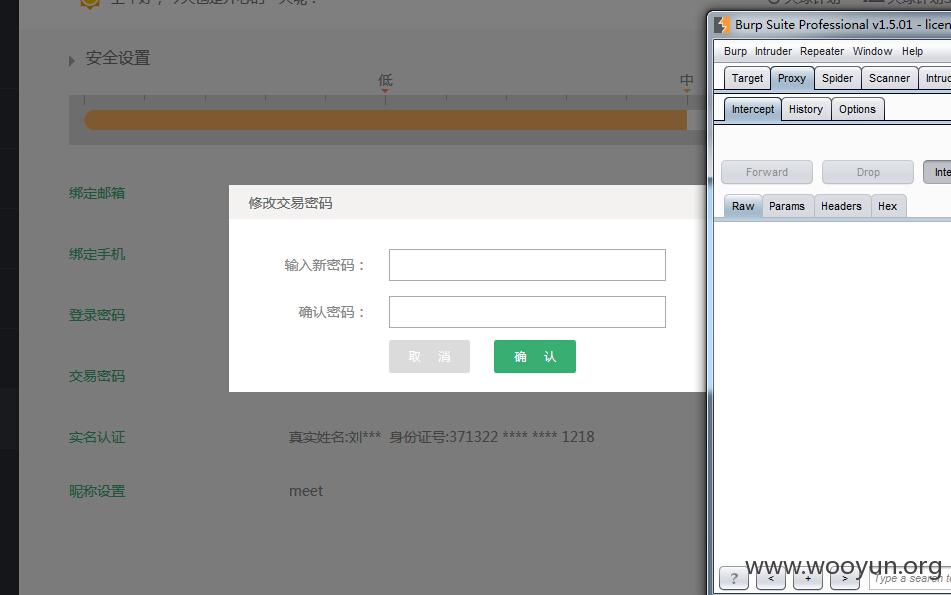 Burp Suite Professional v1.5.01 - licen
Burp Intruder Repeater Window Help
Target Proxy Spider Scanner Intruc
Intercept History Options
Forward Drop Inte
Raw Params Headers Hex
安全设置
低 中
绑定邮箱
修改交易密码
绑定手机
输入新密码：
登录密码
确认密码：
取 消 确 认
交易密码
实名认证 真实姓名:刘*** 身份证号:371322 **** **** 1218
昵称设置 meet
www.wooyun.org
? < + > Type a search te